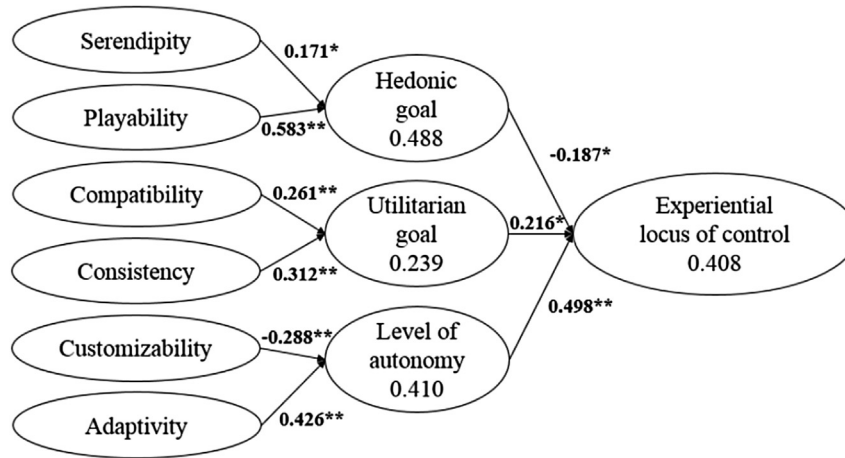 Serendipity
0.171*
Playability
0.583**
Hedonic
goal
0.488
Compatibility
0.261**
Consistency
0.312**
Utilitarian
goal
0.239
Customizability
-0.288**
Adaptivity
0.426**
Level of
autonomy
0.410
-0.187*
0.216*
0.498**
Experiential
locus of control
0.408